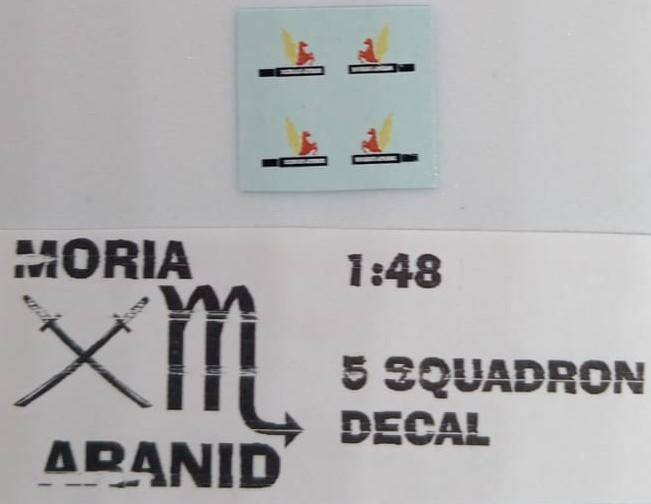 MORIA
1:48
5 SQUADRON
DECAL
ARANID